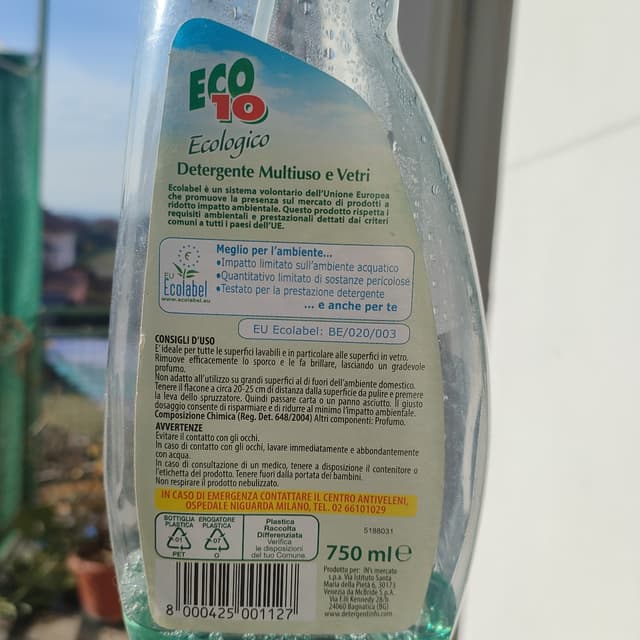 ECO
10
Ecologico
Detergente Multiuso e Vetri
Ecolabel è un sistema volontario dell'Unione Europea
che promuove la presenza sul mercato di prodotti a
ridotto impatto ambientale. Questo prodotto rispetta i
requisiti ambientali e prestazionali dettati dai criteri
comuni a tutti i paesi dell'UE.
EU
Ecolabel
www.ecolabel.eu
Meglio per l'ambiente...
•Impatto limitato sull'ambiente acquatico
•Quantitativo limitato di sostanze pericolose
•Testato per la prestazione detergente
... e anche per te
EU Ecolabel: BE/020/003
CONSIGLI D'USO
E' ideale per tutte le superfici lavabili e in particolare alle superfici in vetro.
Rimuove efficacemente lo sporco e le fa brillare, lasciando un gradevole
profumo.
Non adatto all'utilizzo su grandi superfici al di fuori dell'ambiente domestico.
Tenere il flacone a circa 20-25 cm di distanza dalla superficie da pulire e premere
la leva dello spruzzatore. Quindi passare carta o un panno asciutto. Il giusto
dosaggio consente di risparmiare e di ridurre al minimo l'impatto ambientale.
Composizione Chimica (Reg. Det. 648/2004) Altri componenti: Profumo.
AVVERTENZE
Evitare il contatto con gli occhi.
In caso di contatto con gli occhi, lavare immediatamente e abbondantemente
con acqua.
In caso di consultazione di un medico, tenere a disposizione il contenitore o
l'etichetta del prodotto. Tenere fuori dalla portata dei bambini.
Non respirare il prodotto nebulizzato.
IN CASO DI EMERGENZA CONTATTARE IL CENTRO ANTIVELENI,
OSPEDALE NIGUARDA MILANO, TEL. 02 66101029
BOTTIGLIA
PLASTICA
01
PET
EROGATORE
PLASTICA
07
O
Plastica
Raccolta
Differenziata
Verifica
le disposizioni
del tuo Comune
5188031
750 ml e
8 000425 001127
Prodotto per: IN's mercato
s.p.a. Via Istituto Santa
Maria della Pietà 6, 30173
Venezia da McBride S.p.A.
Via F.lli Kennedy 28/b
24060 Bagnatica (BG)
www.detergentinfo.com